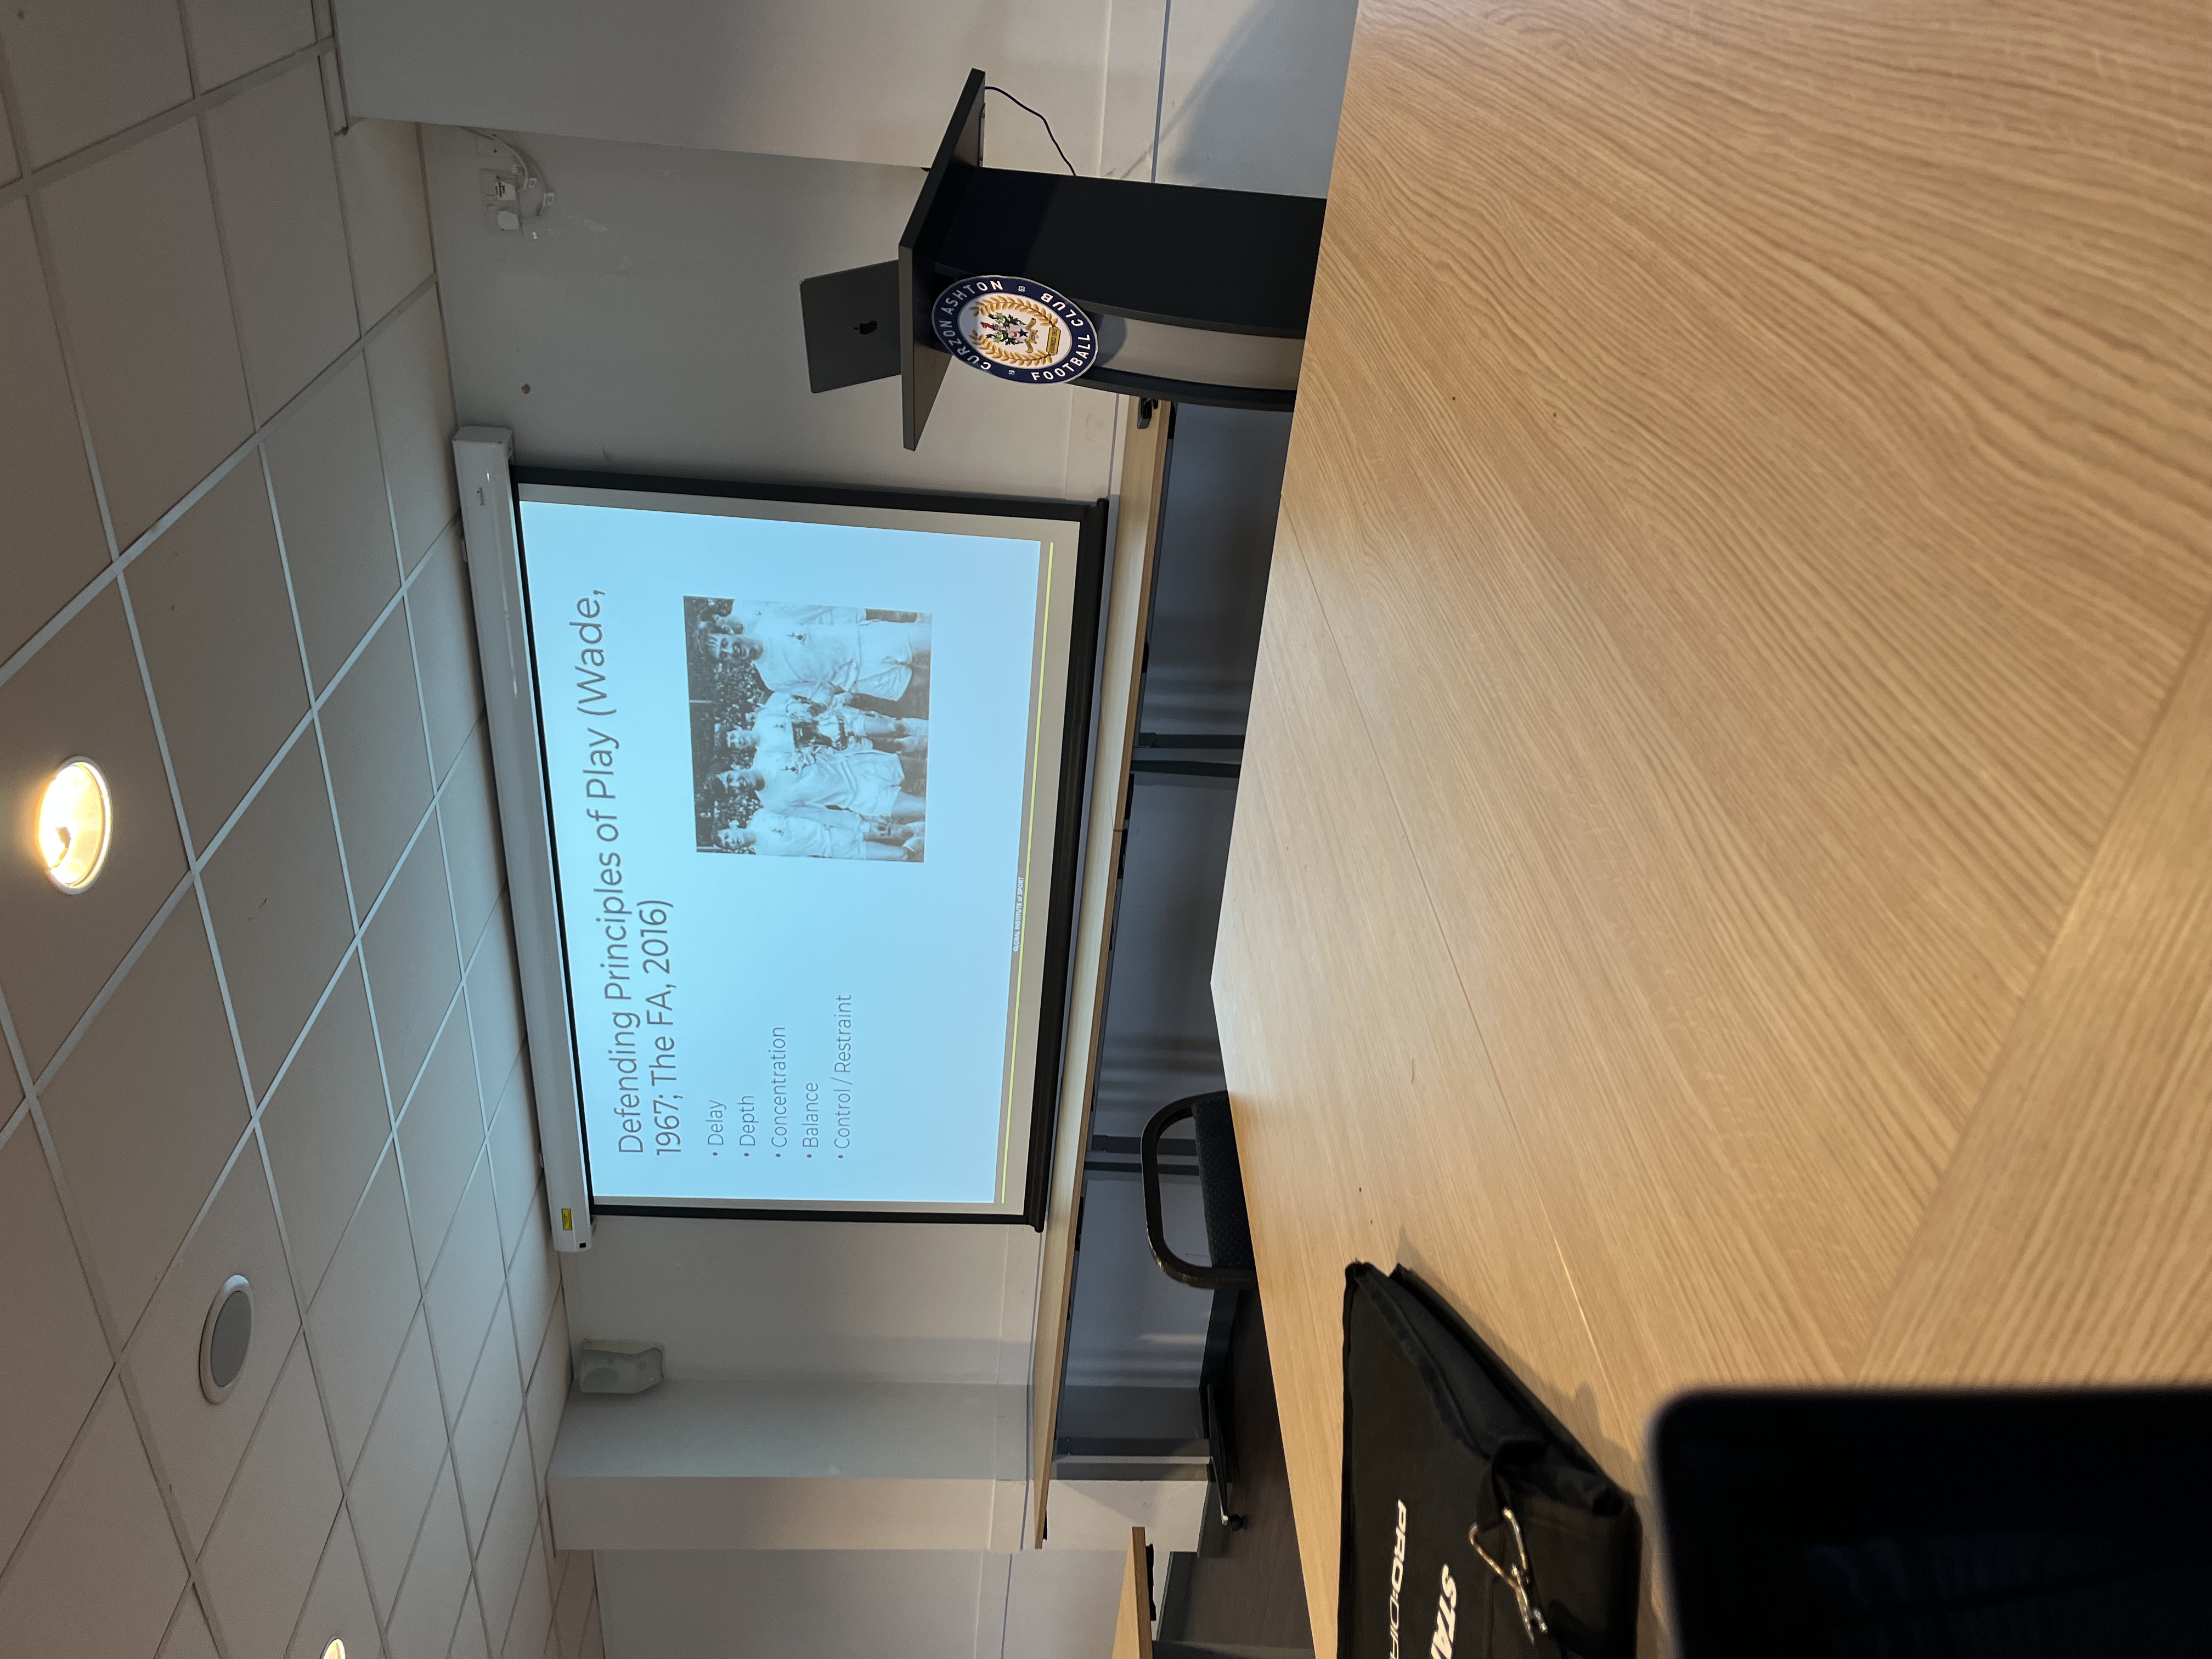 Defending Principles of Play (Wade,
1967; The FA, 2016)
• Delay
• Depth
• Concentration
• Balance
• Control / Restraint
GLOBAL INSTITUTE of SPORT
CURZON ASHTON
FOOTBALL CLUB